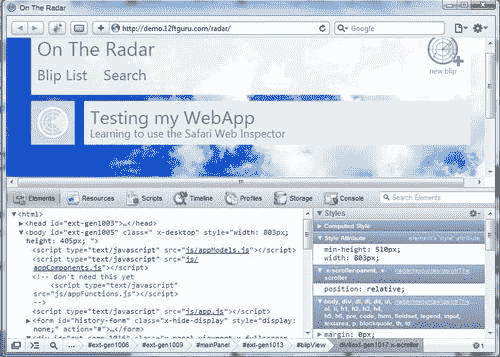 On The Radar
http://demo.12ftguru.com/radar/
Google
On The Radar
Blip List Search
new blip
Testing my WebApp
Learning to use the Safari Web Inspector
Elements Resources Scripts Timeline Profiles Storage Console Search Elements
▼<html>
▶<head id="ext-gen1003">…</head>
▼<body id="ext-gen1005" class=" x-desktop" style="width: 803px;
height: 405px; ">
<script type="text/javascript" src="js/appModels.js"></script>
▶<script type="text/javascript" src="js/
appComponents.js"></script>
<!-- don't need this yet
<script type="text/javascript"
src="js/appFunctions.js"></script>
-->
<script type="text/javascript" src="js/app.js"></script>
▶<form id="history-form" class="x-hide-display" style="display:
none;" action="#">…</form>
Styles
Computed Style
Style Attribute element's style attribute
min-height: 510px;
width: 803px;
x-scroller-parent, x-scroller
position: relative;
body, div, dl, dt, dd, ul,
ol, li, h1, h2, h3, h4,
h5, h6, pre, code, form, fieldset, legend, input,
textarea, p, blockquote, th, td
margin: 0px;
#ext-gen1006 #ext-gen1009 #mainPanel #ext-gen1013 #blipView div#ext-gen1017.x-scroller 1